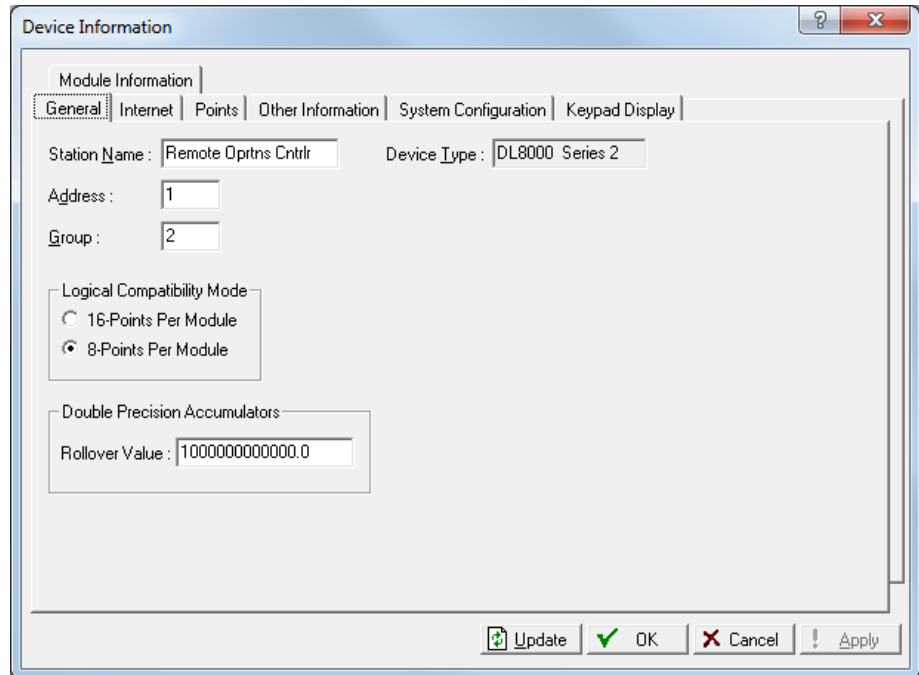 Device Information
Module Information
General Internet Points Other Information System Configuration Keypad Display
Station Name : Remote Oprtns Cntrlr Device Type : DL8000 Series 2
Address : 1
Group : 2
Logical Compatibility Mode
16-Points Per Module
8-Points Per Module
Double Precision Accumulators
Rollover Value : 1000000000000.0
Update OK Cancel Apply